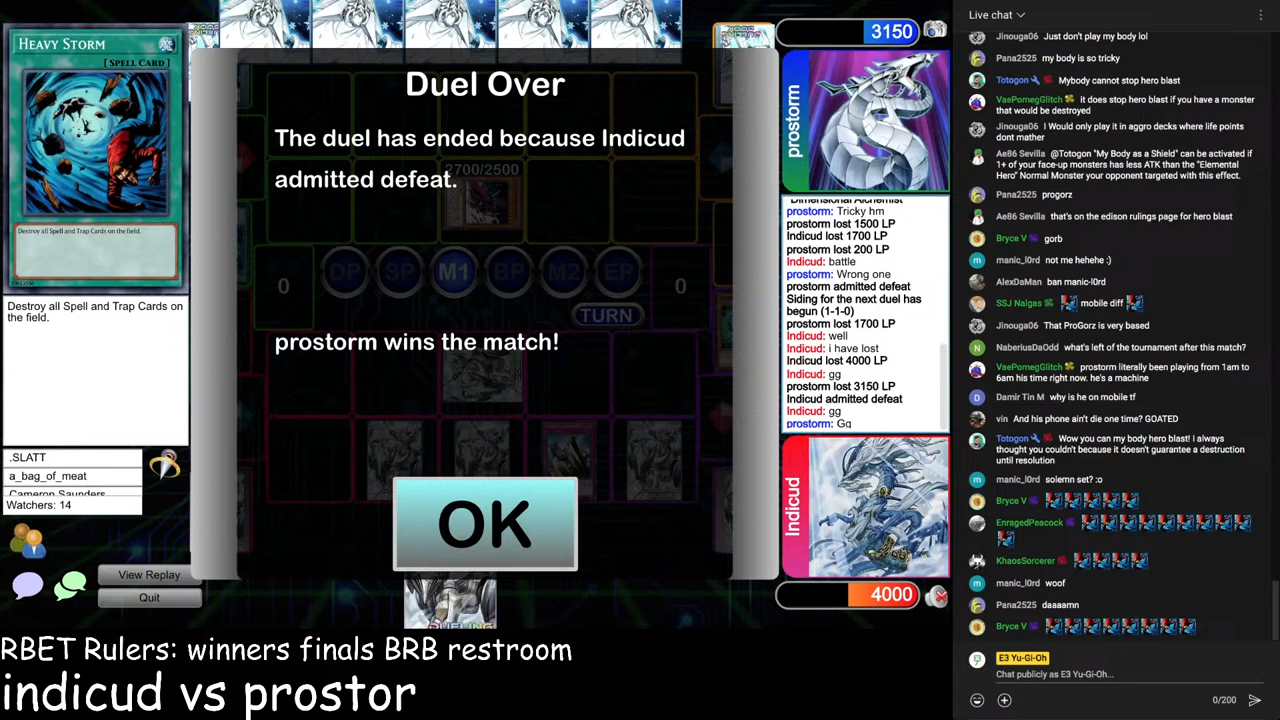 HEAVY STORM
[ SPELL CARD ]
Destroy all Spell and Trap Cards on the field.
Destroy all Spell and Trap Cards on
the field.
.SLATT
a_bag_of_meat
Cameron Saunders
Watchers: 14
View Replay
Quit
Duel Over
The duel has ended because Indicud
admitted defeat.
2700/2500
DP
SP
M1
BP
M2
EP
0
0
TURN
prostorm wins the match!
OK
3150
prostorm
Dimensional Alchemist
prostorm: Tricky hm
prostorm lost 1500 LP
Indicud lost 1700 LP
prostorm lost 200 LP
Indicud: battle
prostorm: Wrong one
prostorm admitted defeat
Siding for the next duel has
begun (1-1-0)
prostorm lost 1700 LP
Indicud: well
Indicud: i have lost
Indicud lost 4000 LP
Indicud: gg
prostorm lost 3150 LP
Indicud admitted defeat
Indicud: gg
prostorm: Gg
Indicud
4000
RBET Rulers: winners finals BRB restroom
indicud vs prostor
Live chat
Jinouga06 Just don't play my body lol
Pana2525 my body is so tricky
Totogon Mybody cannot stop hero blast
VaePomegGlitch it does stop hero blast if you have a monster
that would be destroyed
Jinouga06 I Would only play it in aggro decks where life points
dont mather
Ae86 Sevilla @Totogon "My Body as a Shield" can be activated if
1+ of your face-up monsters has less ATK than the "Elemental
Hero" Normal Monster your opponent targeted with this effect.
Pana2525 progorz
Ae86 Sevilla that's on the edison rulings page for hero blast
Bryce V gorb
manic_l0rd not me hehehe :)
AlexDaMan ban manic-l0rd
SSJ Nalgas mobile diff
Jinouga06 That ProGorz is very based
NaberiusDaOdd what's left of the tournament after this match?
VaePomegGlitch prostorm literally been playing from 1am to
6am his time right now. he's a machine
Damir Tin M why is he on mobile tf
vin And his phone ain't die one time? GOATED
Totogon Wow you can my body hero blast! I always
thought you couldn't because it doesn't guarantee a destruction
until resolution
manic_l0rd solemn set? :o
Bryce V
EnragedPeacock
KhaosSorcerer
manic_l0rd woof
Pana2525 daaaamn
Bryce V
E3 Yu-Gi-Oh
Chat publicly as E3 Yu-Gi-Oh...
0/200